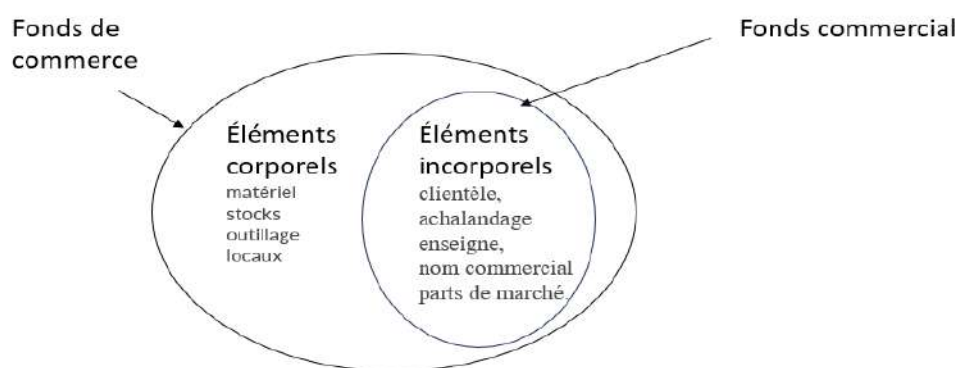 Fonds de
commerce
Fonds commercial
Éléments
corporels
matériel
stocks
outillage
locaux
Éléments
incorporels
clientèle,
achalandage
enseigne,
nom commercial
parts de marché.